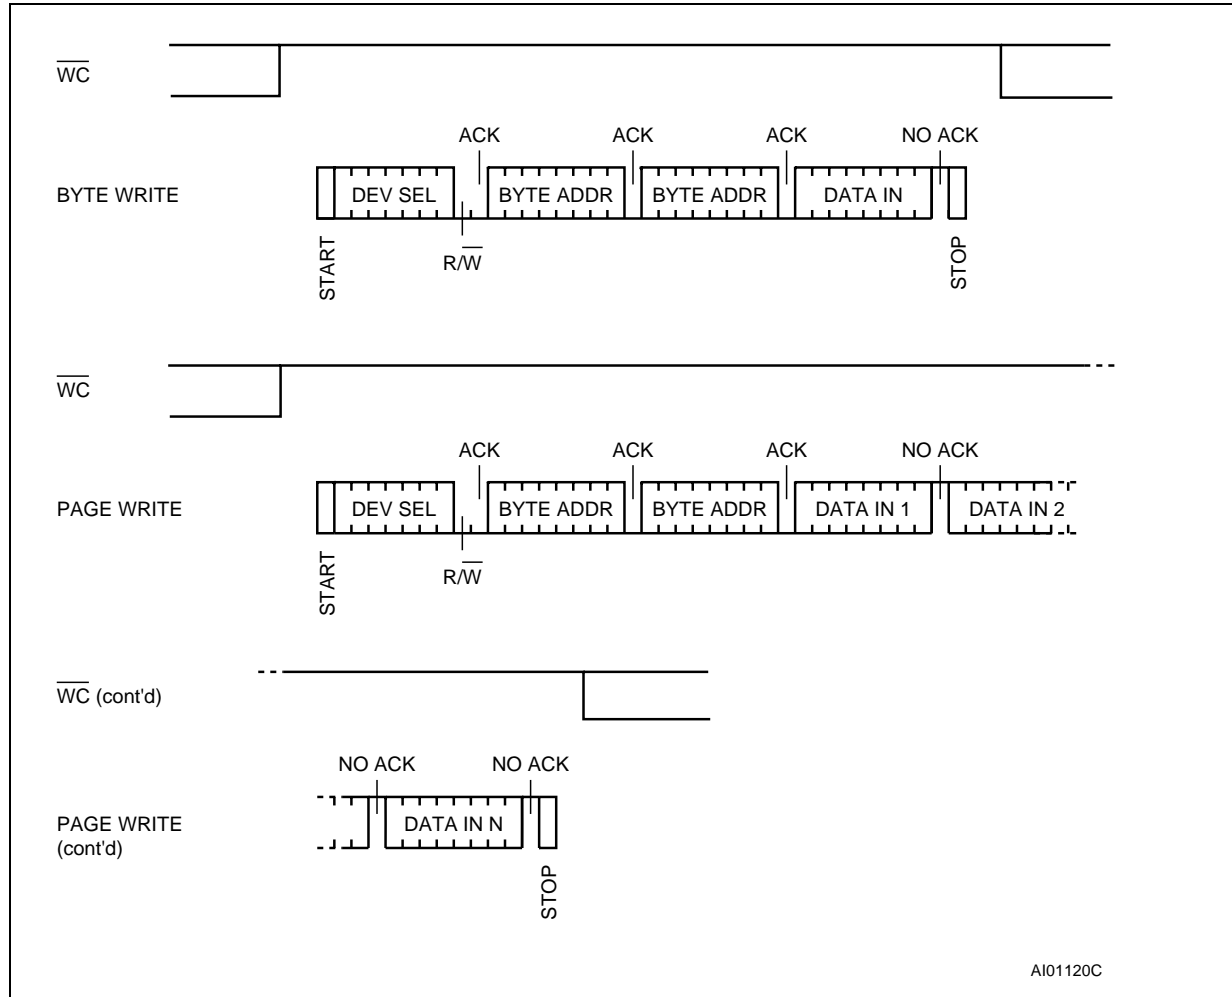 WC
ACK ACK ACK NO ACK
BYTE WRITE DEV SEL BYTE ADDR BYTE ADDR DATA IN
R/W
START STOP
WC
ACK ACK ACK NO ACK
PAGE WRITE DEV SEL BYTE ADDR BYTE ADDR DATA IN 1 DATA IN 2
R/W
START
WC (cont'd)
NO ACK NO ACK
PAGE WRITE DATA IN N
(cont'd)
STOP
AI01120C